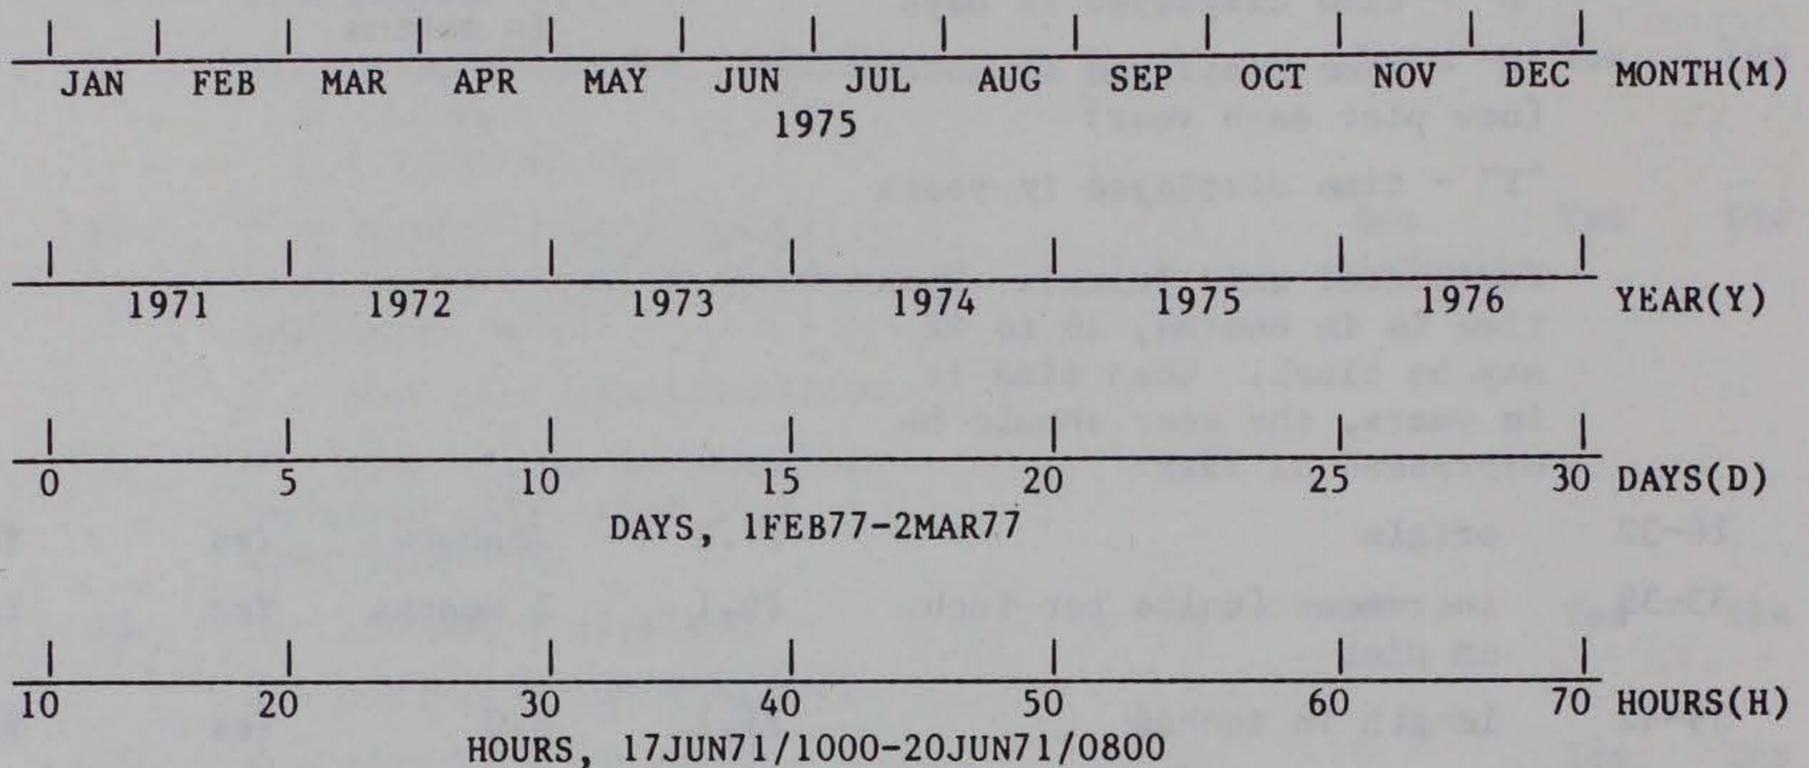 JAN FEB MAR APR MAY JUN JUL AUG SEP OCT NOV DEC MONTH(M)
1975
1971 1972 1973 1974 1975 1976 YEAR(Y)
0 5 10 15 20 25 30 DAYS(D)
DAYS, 1FEB77-2MAR77
10 20 30 40 50 60 70 HOURS(H)
HOURS, 17JUN71/1000-20JUN71/0800